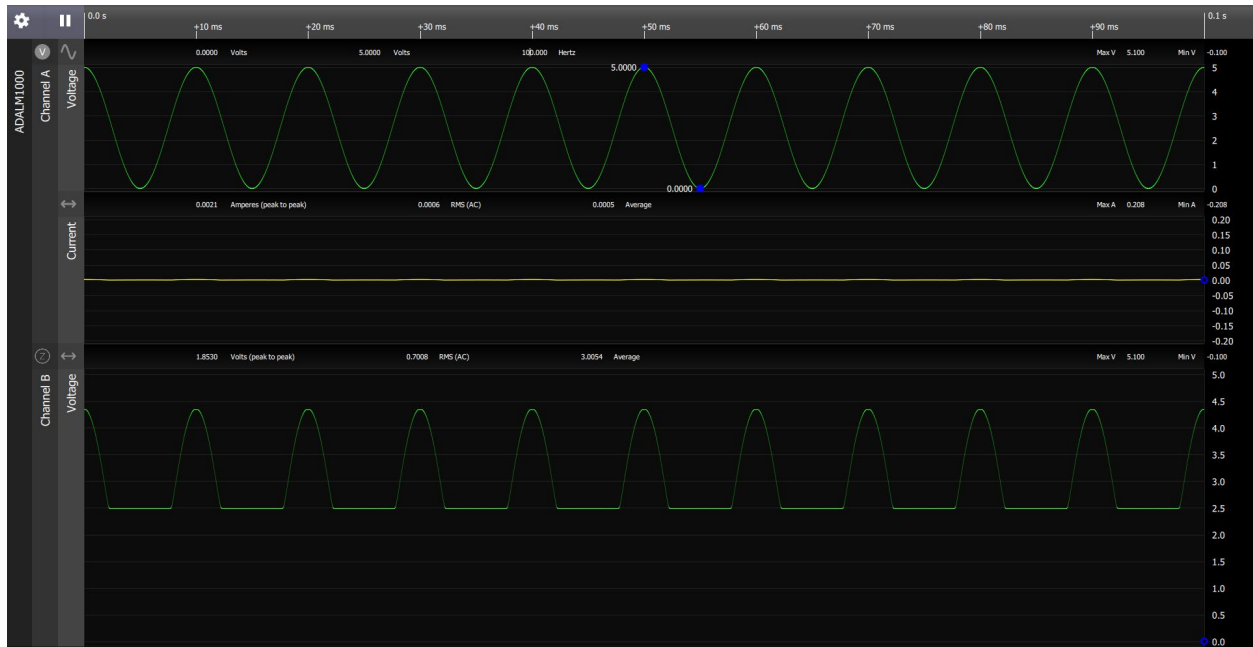 0.0 s +10 ms +20 ms +30 ms +40 ms +50 ms +60 ms +70 ms +80 ms +90 ms 0.1 s
ADALM1000
Channel A
V
Voltage
0.0000 Volts 5.0000 Volts 100.000 Hertz Max V 5.100 Min V -0.100
5.0000
0.0000
5
4
3
2
1
0
Current
0.0021 Amperes (peak to peak) 0.0006 RMS (AC) 0.0005 Average Max A 0.208 Min A -0.208
0.20
0.15
0.10
0.05
0.00
-0.05
-0.10
-0.15
-0.20
Channel B
Z
Voltage
1.8530 Volts (peak to peak) 0.7008 RMS (AC) 3.0054 Average Max V 5.100 Min V -0.100
5.0
4.5
4.0
3.5
3.0
2.5
2.0
1.5
1.0
0.5
0.0